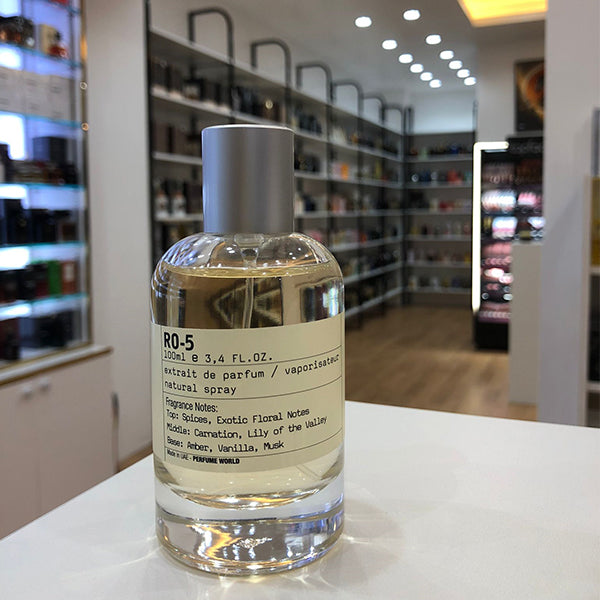 RO-5
100ml e 3,4 FL.OZ.
extrait de parfum / vaporisateur
natural spray
Fragrance Notes:
Top: Spices, Exotic Floral Notes
Middle: Carnation, Lily of the Valley
Base: Amber, Vanilla, Musk
Made in UAE - PERFUME WORLD